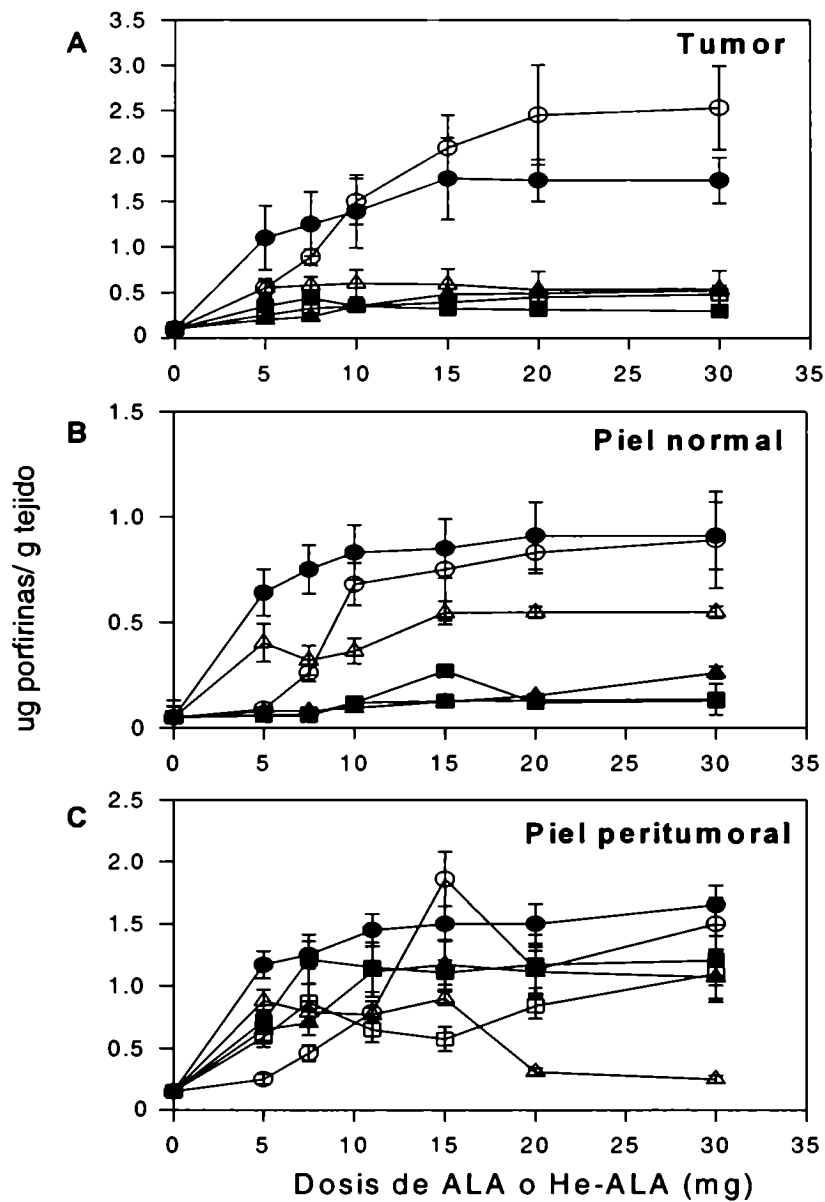 A
Tumor
3.5
3.0
2.5
2.0
1.5
1.0
0.5
0
0 5 10 15 20 25 30 35
B
Piel normal
1.5
1.0
0.5
0
0 5 10 15 20 25 30 35
ug porfirinas/ g tejido
C
Piel peritumoral
2.5
2.0
1.5
1.0
0.5
0
0 5 10 15 20 25 30 35
Dosis de ALA o He-ALA (mg)